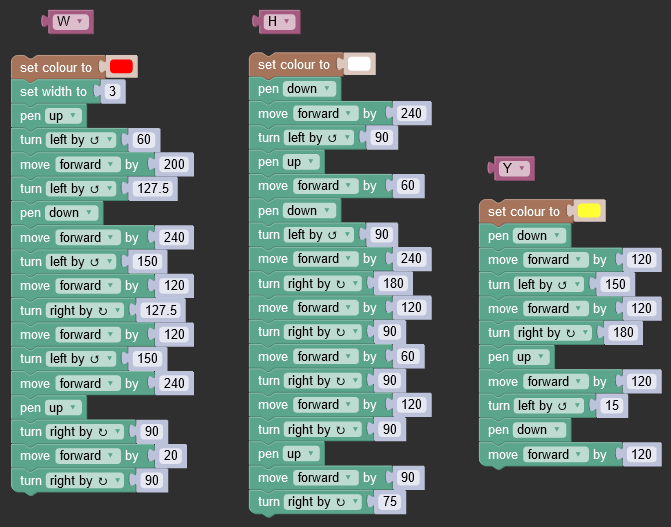 W
set colour to
set width to 3
pen up
turn left by ↺ 60
move forward by 200
turn left by ↺ 127.5
pen down
move forward by 240
turn left by ↺ 150
move forward by 120
turn right by ↻ 127.5
move forward by 120
turn left by ↺ 150
move forward by 240
pen up
turn right by ↻ 90
move forward by 20
turn right by ↻ 90
H
set colour to
pen down
move forward by 240
turn left by ↺ 90
pen up
move forward by 60
pen down
turn left by ↺ 90
move forward by 240
turn right by ↻ 180
move forward by 120
turn right by ↻ 90
move forward by 60
turn right by ↻ 90
move forward by 120
turn right by ↻ 90
pen up
move forward by 90
turn right by ↻ 75
Y
set colour to
pen down
move forward by 120
turn left by ↺ 150
move forward by 120
turn right by ↻ 180
pen up
move forward by 120
turn left by ↺ 15
pen down
move forward by 120